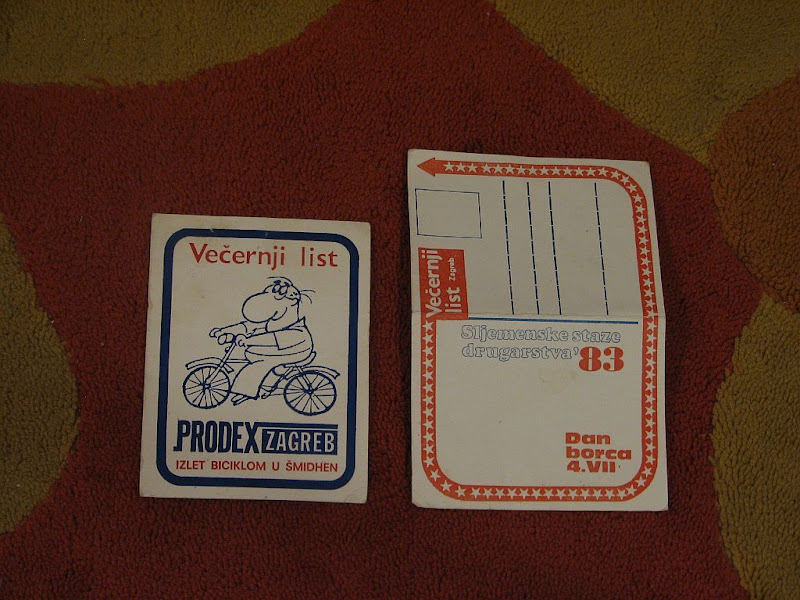 Večernji list
PRODEX ZAGREB
IZLET BICIKLOM U ŠMIDHEN
Večernji
list Zagreb
Sljemenske staze
drugarstva '83
Dan
borca
4.VII